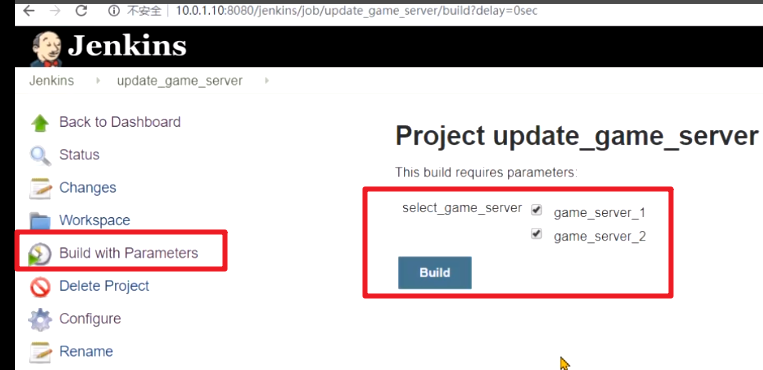 不安全 10.0.1.10:8080/jenkins/job/update_game_server/build?delay=0sec
Jenkins
Jenkins update_game_server
Back to Dashboard
Status
Changes
Workspace
Build with Parameters
Delete Project
Configure
Rename
Project update_game_server
This build requires parameters:
select_game_server game_server_1
game_server_2
Build